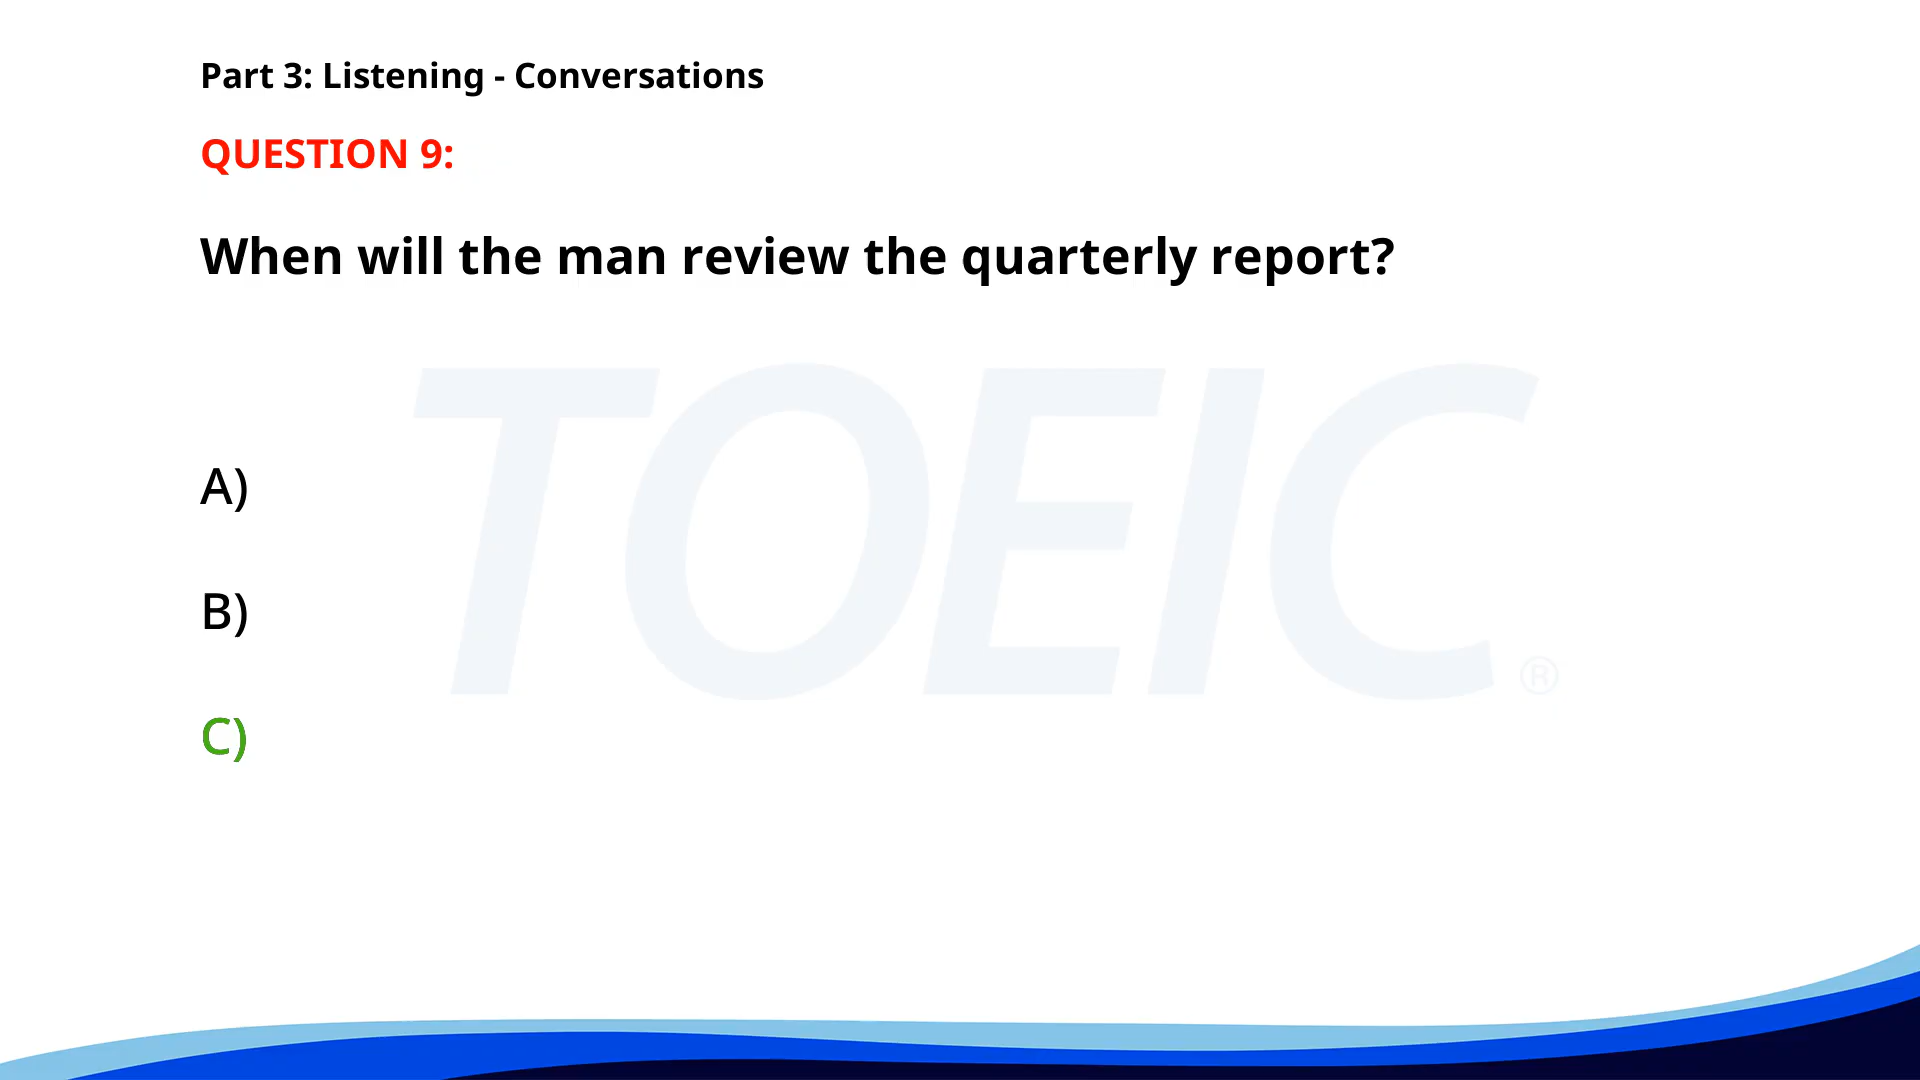 Part 3: Listening - Conversations
QUESTION 9:
When will the man review the quarterly report?
TOEIC®
A)
B)
C)